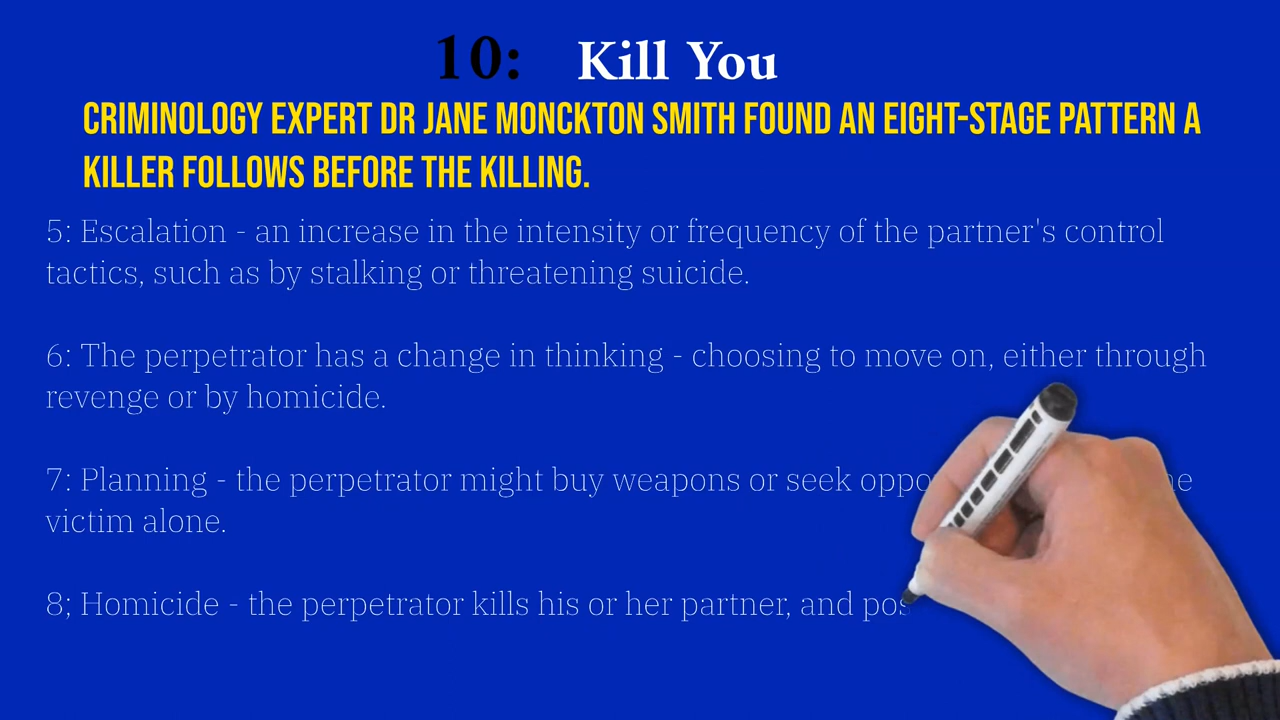 10: Kill You
CRIMINOLOGY EXPERT DR JANE MONCKTON SMITH FOUND AN EIGHT-STAGE PATTERN A
KILLER FOLLOWS BEFORE THE KILLING.
5: Escalation - an increase in the intensity or frequency of the partner's control
tactics, such as by stalking or threatening suicide.
6: The perpetrator has a change in thinking - choosing to move on, either through
revenge or by homicide.
7: Planning - the perpetrator might buy weapons or seek
victim alone.
8; Homicide - the perpetrator kills his or her partner, and